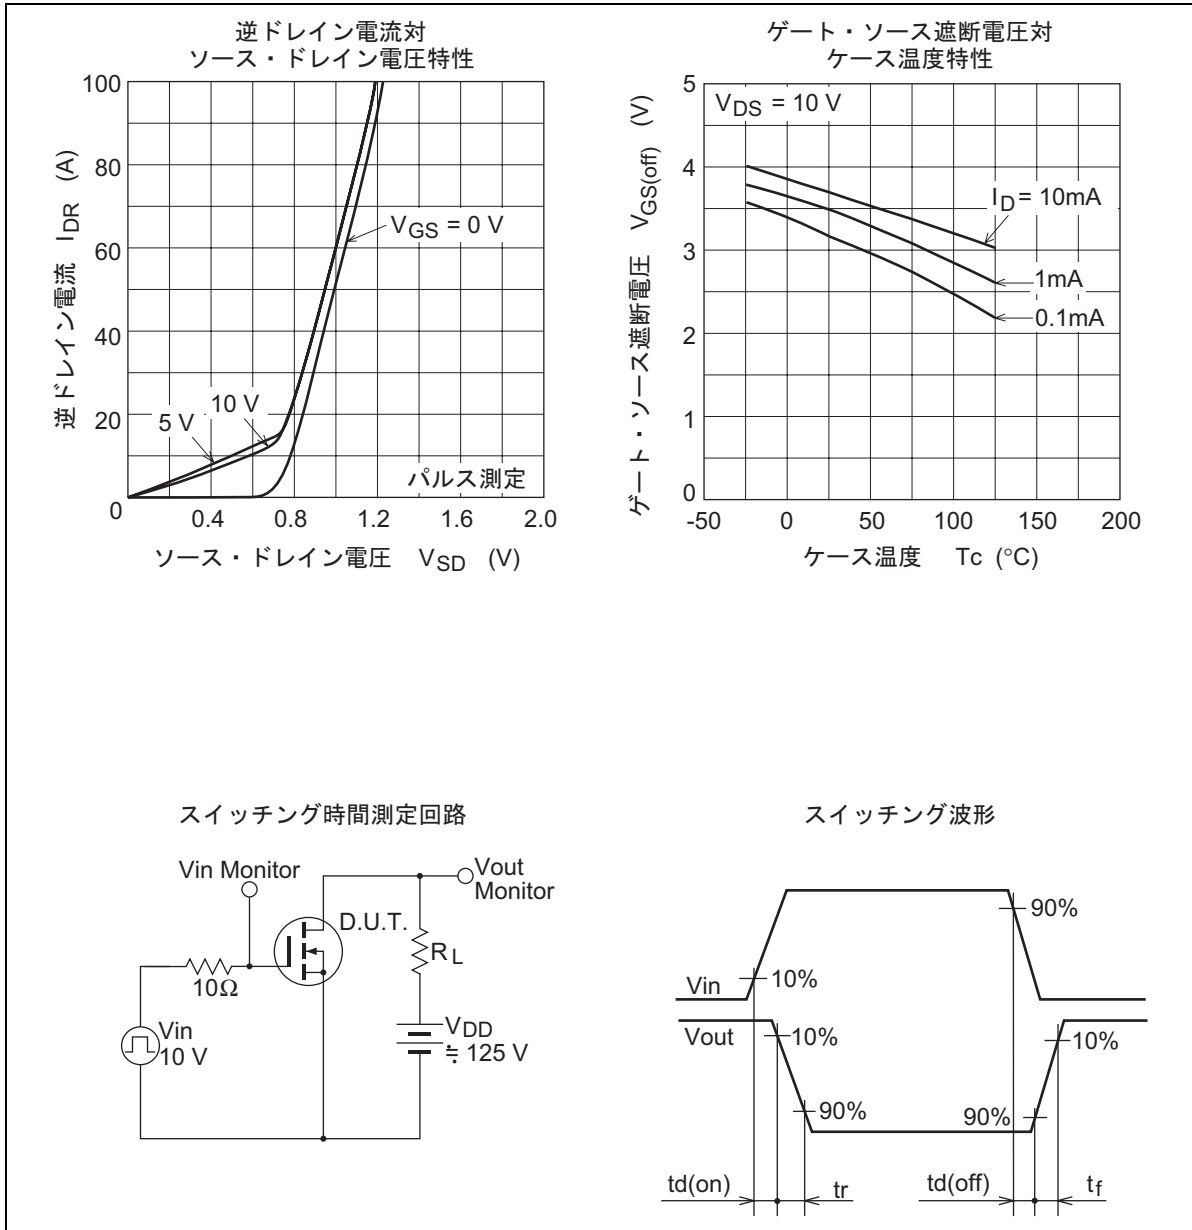 逆ドレイン電流対
ソース・ドレイン電圧特性
100
80
60
40
20
0
逆ドレイン電流 IDR (A)
VGS = 0 V
10 V
5 V
パルス測定
0.4 0.8 1.2 1.6 2.0
ソース・ドレイン電圧 VSD (V)
ゲート・ソース遮断電圧対
ケース温度特性
5
4
3
2
1
0
ゲート・ソース遮断電圧 VGS(off) (V)
VDS = 10 V
ID = 10mA
1mA
0.1mA
-50 0 50 100 150 200
ケース温度 Tc (°C)
スイッチング時間測定回路
Vin Monitor
Vout
Monitor
D.U.T.
RL
10Ω
Vin
10 V
VDD
≒ 125 V
スイッチング波形
90%
10%
Vin
Vout
10%
10%
90%
90%
td(on)
tr
td(off)
tf